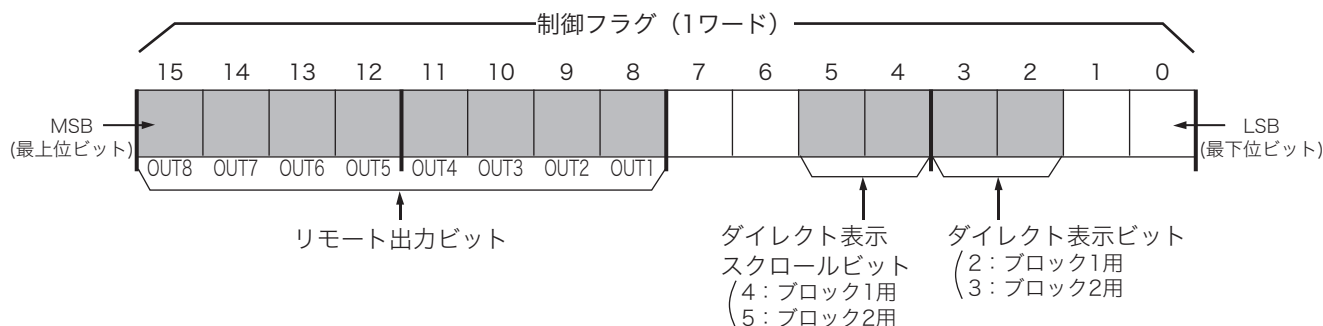 制御フラグ（1ワード）
15 14 13 12 11 10 9 8 7 6 5 4 3 2 1 0
MSB
(最上位ビット)
LSB
(最下位ビット)
OUT8 OUT7 OUT6 OUT5 OUT4 OUT3 OUT2 OUT1
リモート出力ビット
ダイレクト表示
スクロールビット
4：ブロック1用
5：ブロック2用
ダイレクト表示ビット
2：ブロック1用
3：ブロック2用